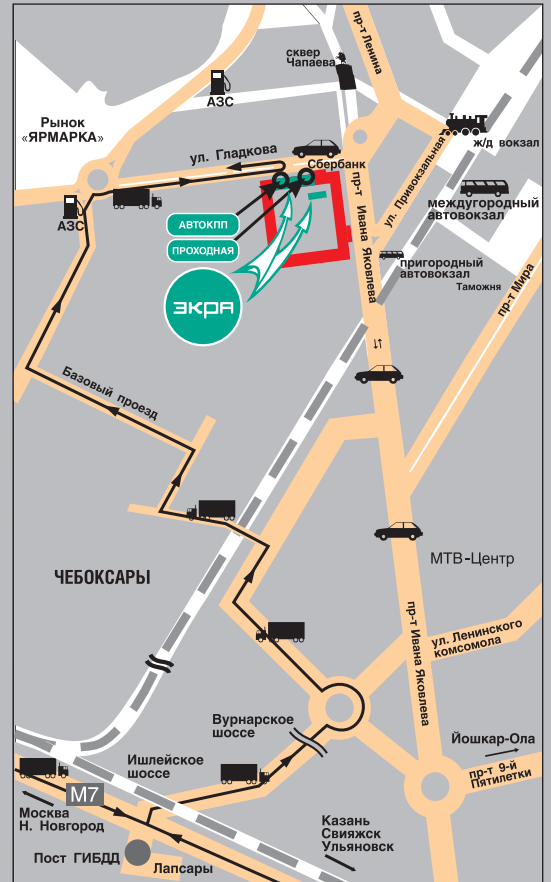 сквер
Чапаева
пр-т Ленина
АЗС
Рынок
«ЯРМАРКА»
ул. Гладкова
Сбербанк
ж/д вокзал
ул. Привокзальная
междугородный
автовокзал
АЗС
АВТОКПП
ПРОХОДНАЯ
пр-т Ивана Яковлева
пригородный
автовокзал
Таможня
пр-т Мира
ЭКРА
Базовый проезд
МТВ-Центр
ЧЕБОКСАРЫ
пр-т Ивана Яковлева
ул. Ленинского
комсомола
Вурнарское
шоссе
Йошкар-Ола
Ишлейское
шоссе
пр-т 9-й
Пятилетки
М7
Москва
Н. Новгород
Казань
Свияжск
Ульяновск
Пост ГИБДД
Лапсары